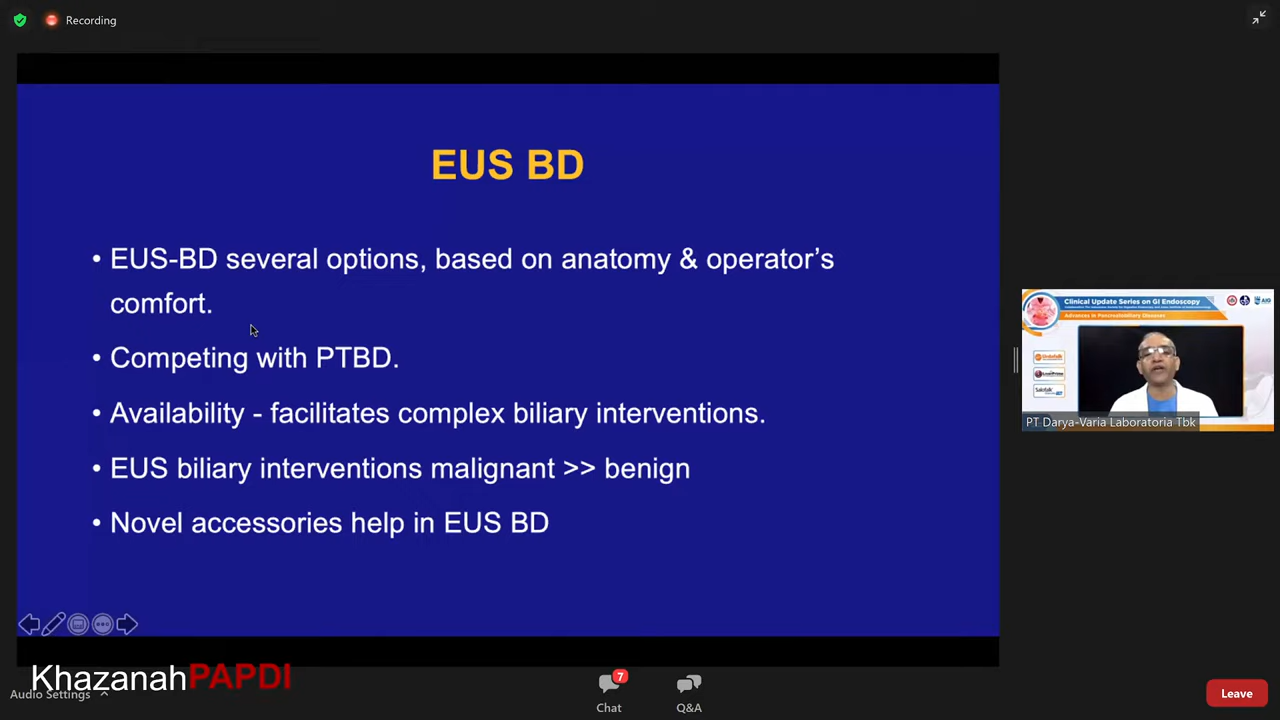 Recording
EUS BD
• EUS-BD several options, based on anatomy & operator's
comfort.
• Competing with PTBD.
• Availability - facilitates complex biliary interventions.
• EUS biliary interventions malignant >> benign
• Novel accessories help in EUS BD
Clinical Update Series on GI Endoscopy
Advances in Pancreatobiliary Diseases
PT Darya-Varia Laboratoria Tbk
KhazanahPAPDI
Audio Settings
7
Chat
Q&A
Leave